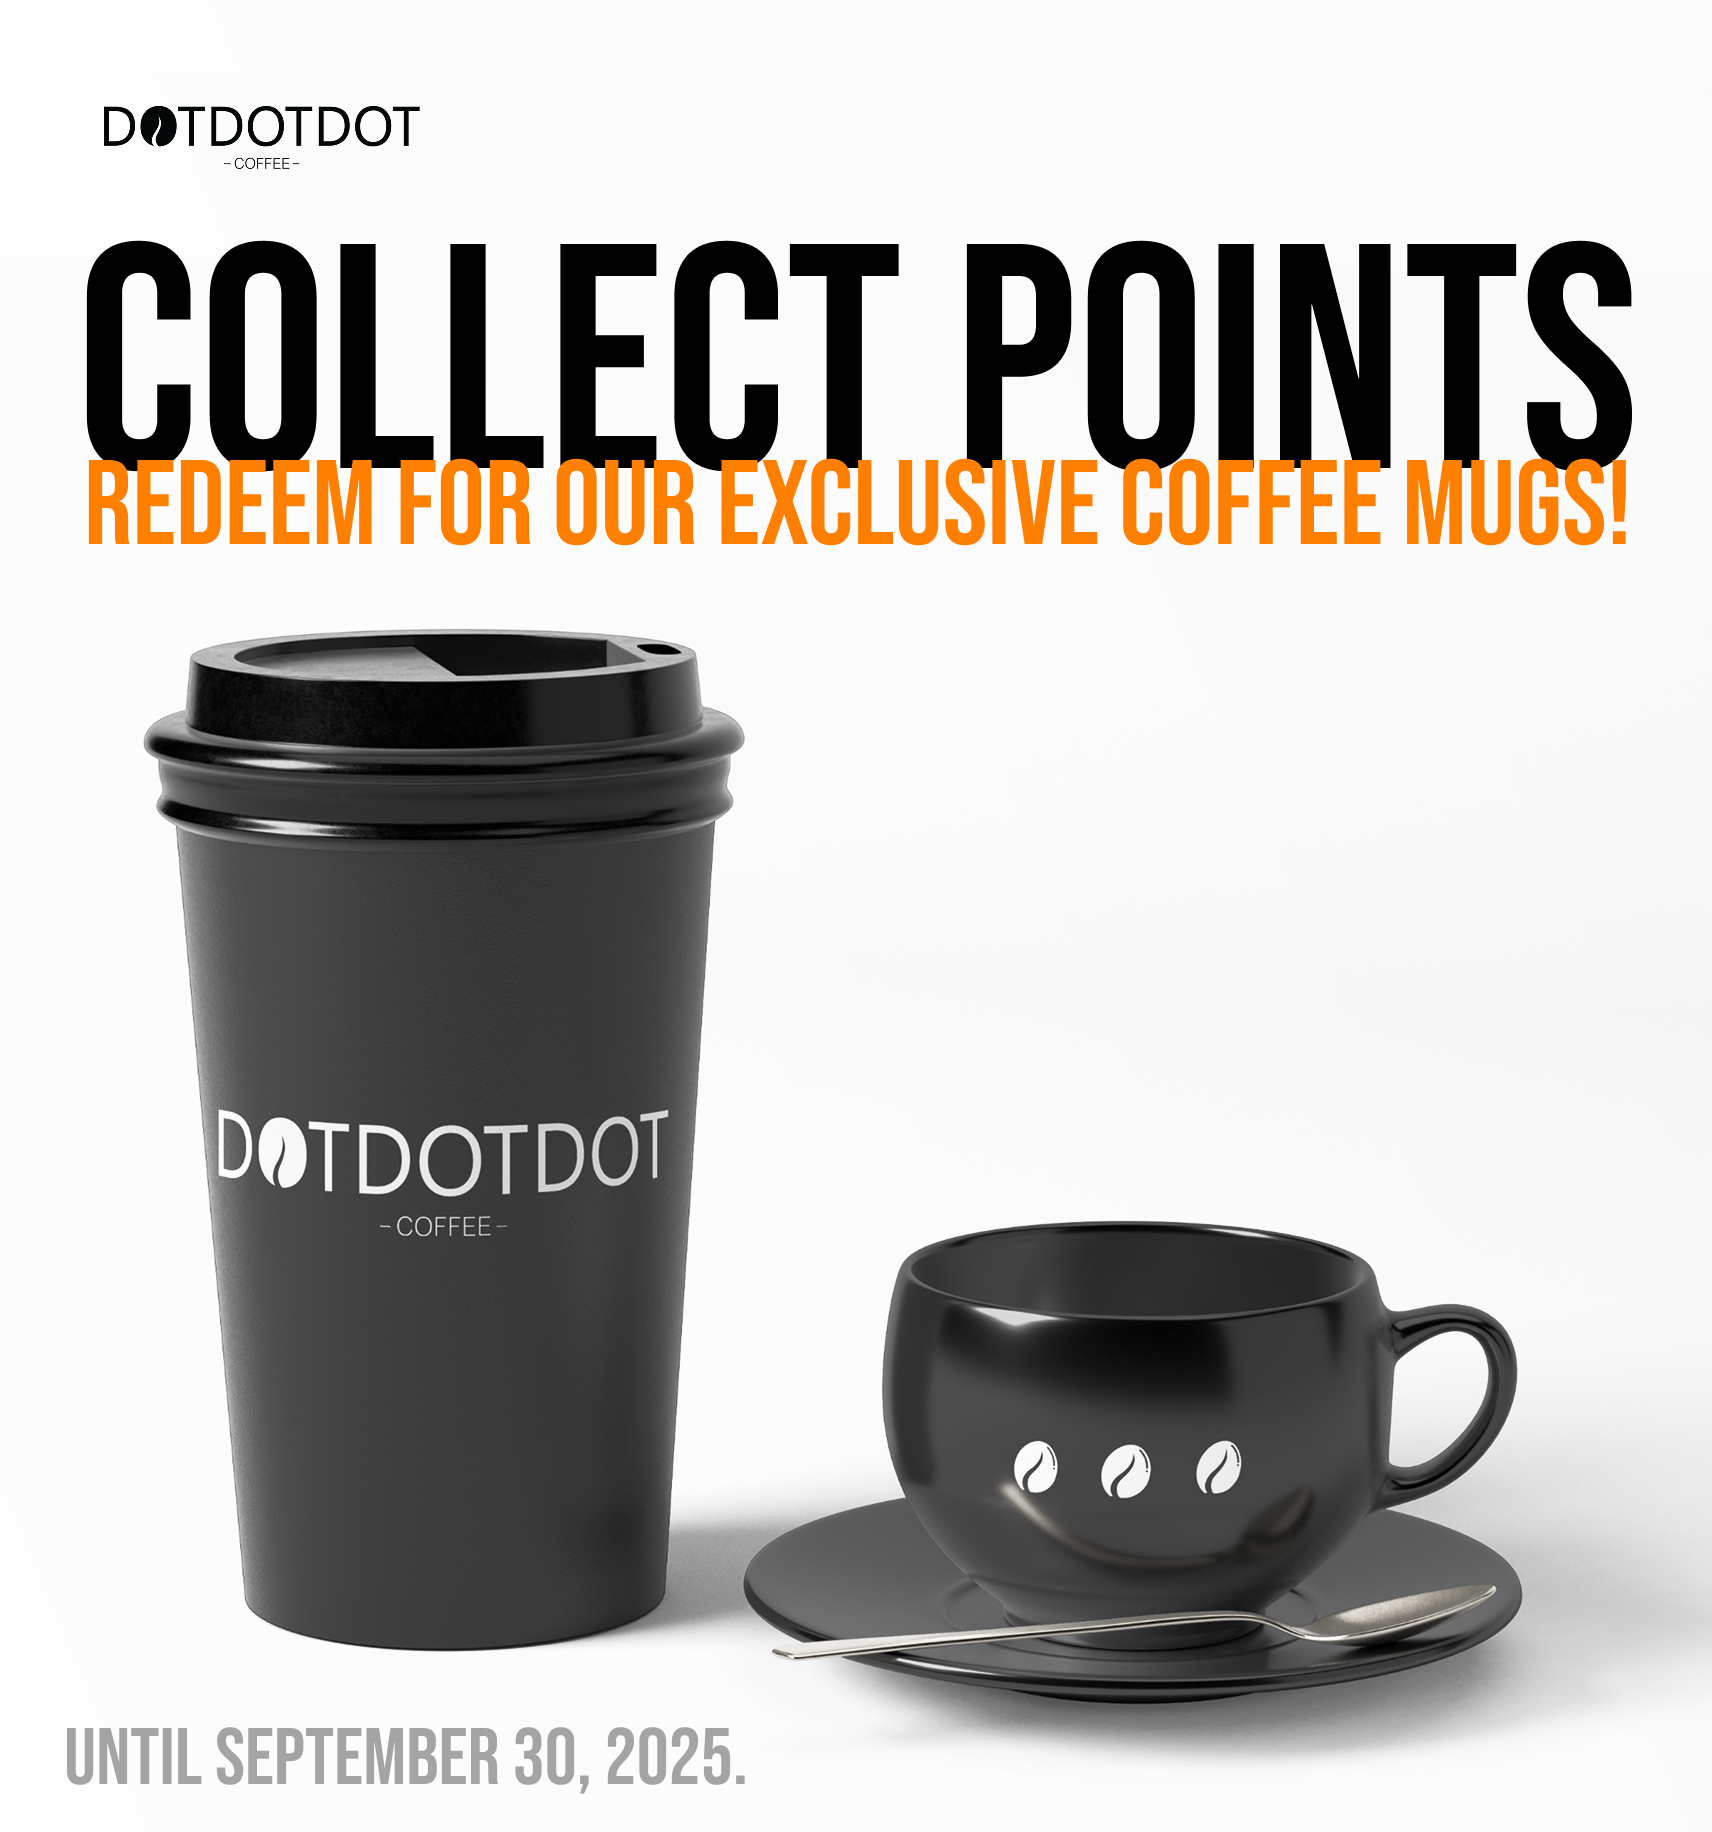 DOTDOTDOT
-COFFEE-
COLLECT POINTS
REDEEM FOR OUR EXCLUSIVE COFFEE MUGS!
DOTDOTDOT
-COFFEE-
UNTIL SEPTEMBER 30, 2025.